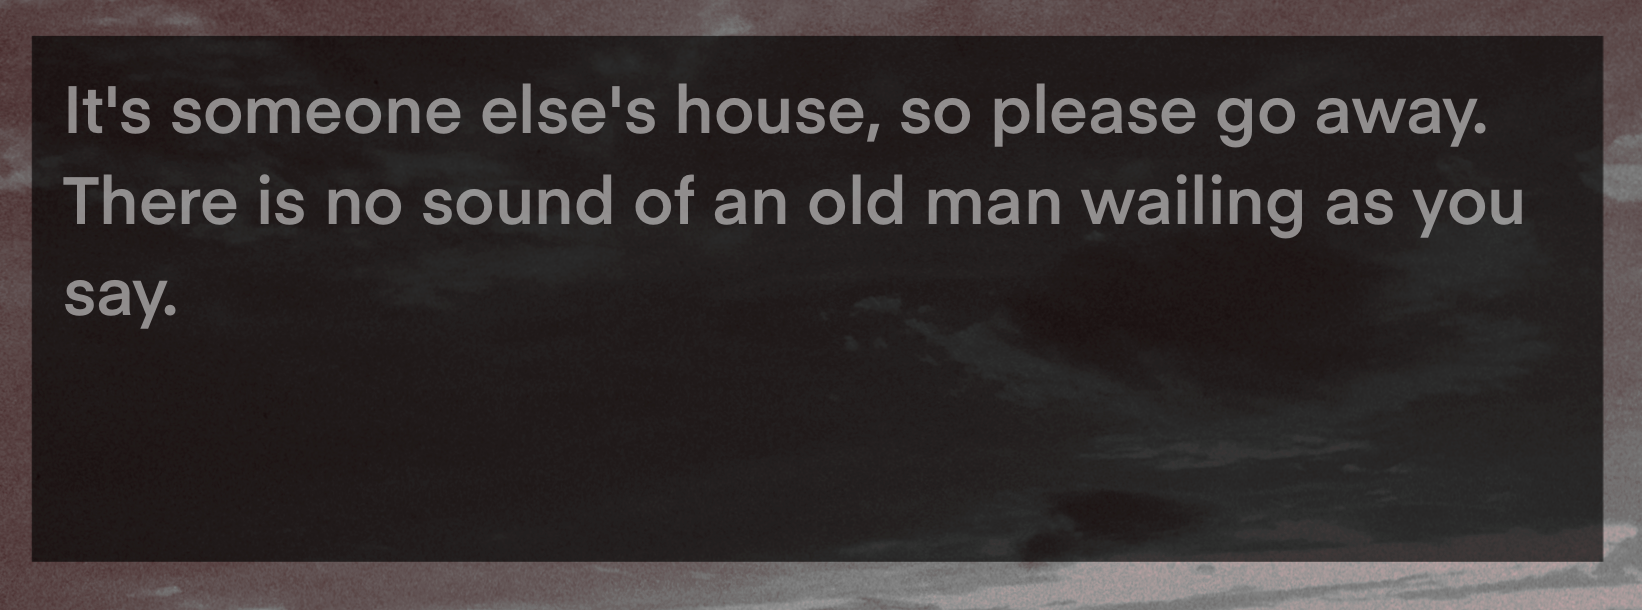 It's someone else's house, so please go away.
There is no sound of an old man wailing as you
say.